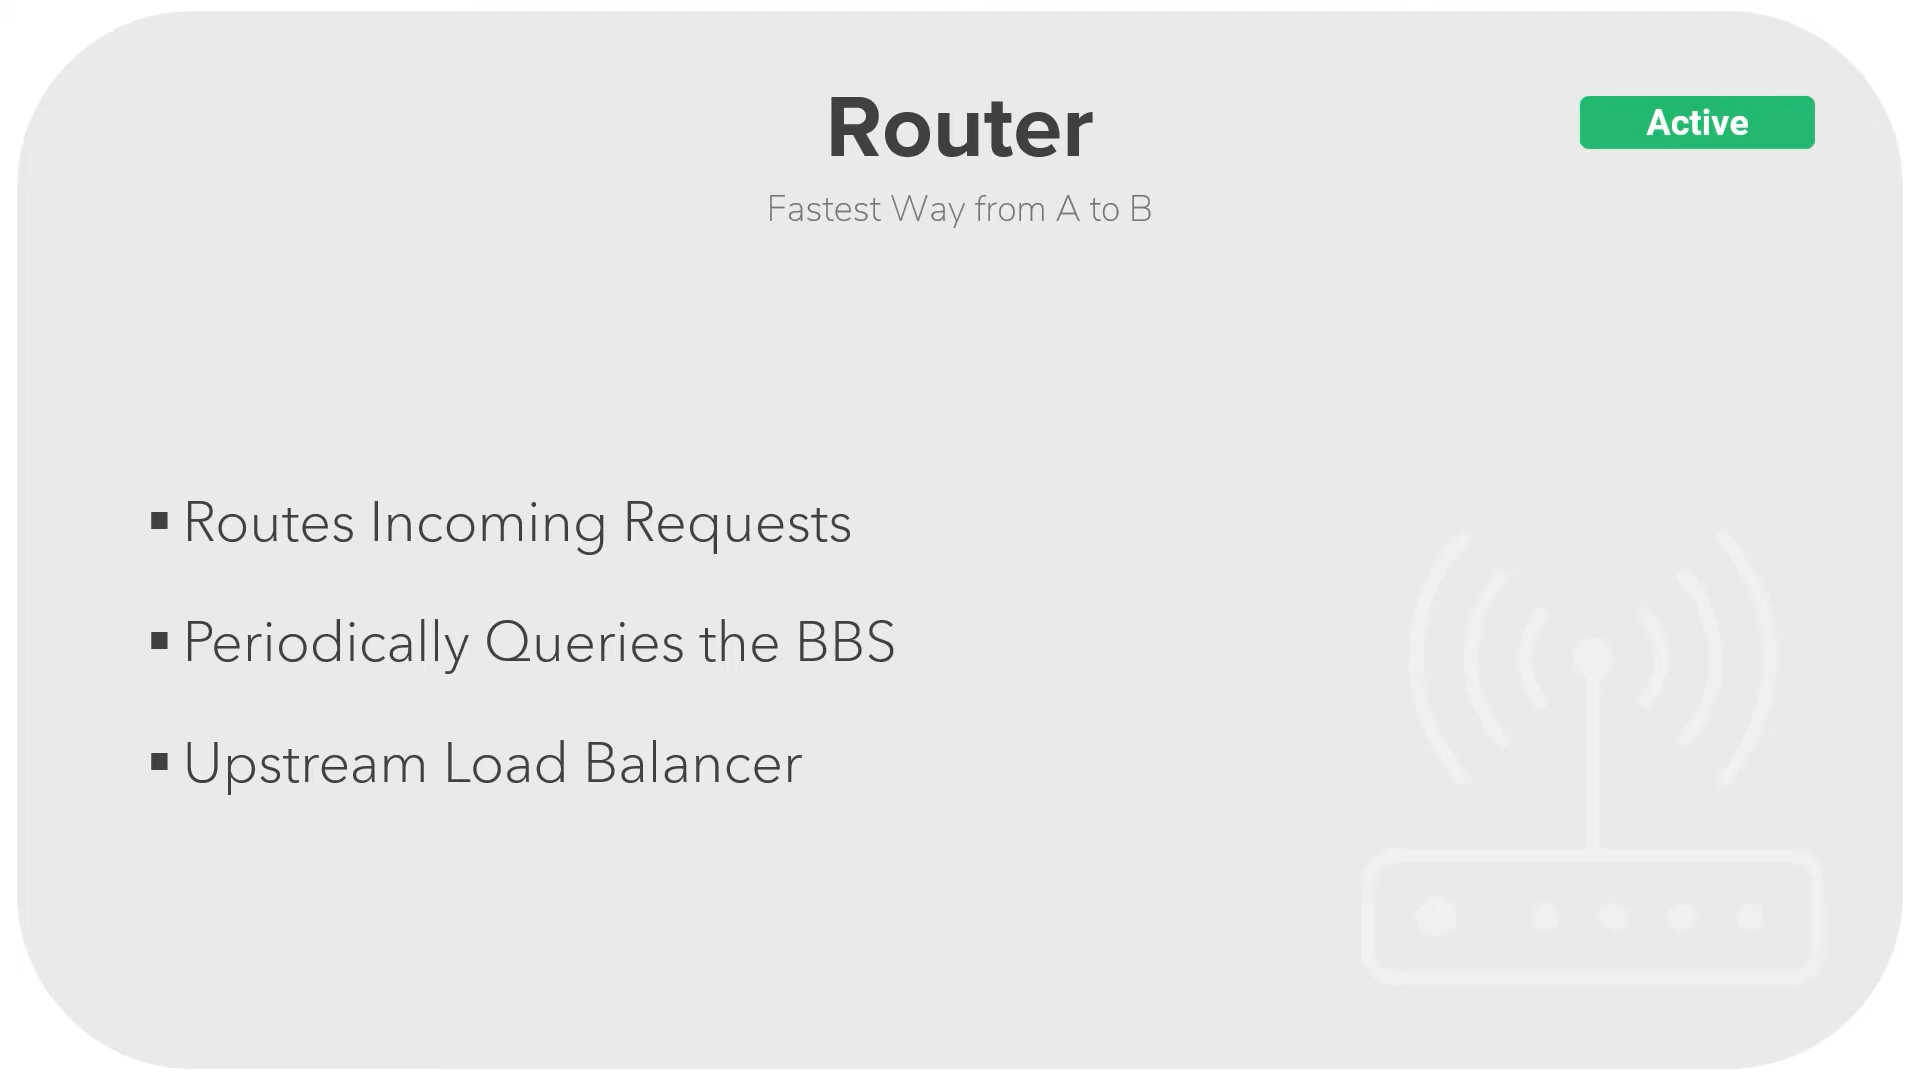 Router
Active
Fastest Way from A to B
Routes Incoming Requests
Periodically Queries the BBS
Upstream Load Balancer